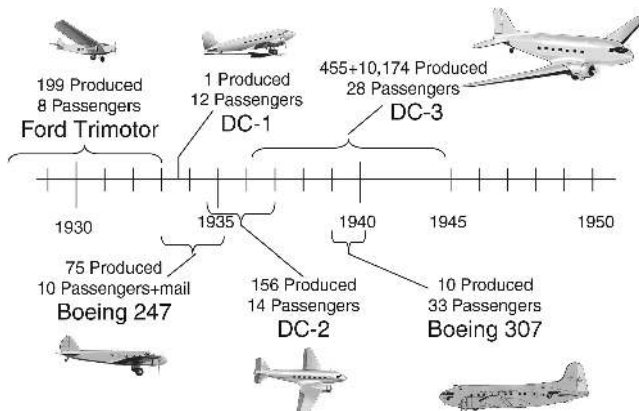 199 Produced
8 Passengers
Ford Trimotor
1 Produced
12 Passengers
DC-1
455+10,174 Produced
28 Passengers
DC-3
1930
1935
1940
1945
1950
75 Produced
10 Passengers+mail
Boeing 247
156 Produced
14 Passengers
DC-2
10 Produced
33 Passengers
Boeing 307